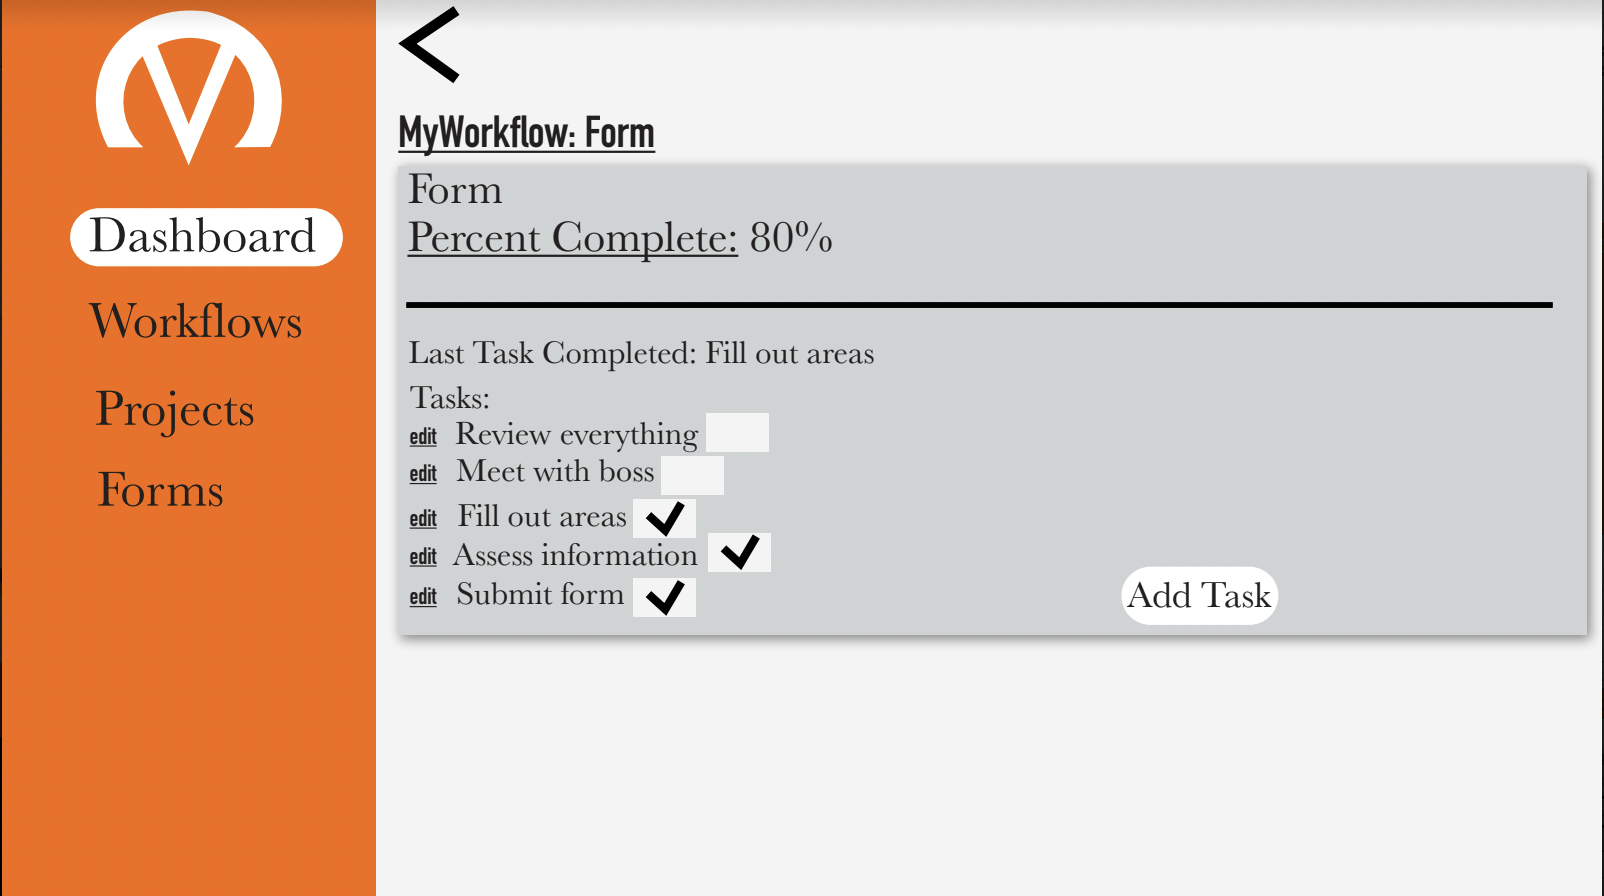 Dashboard
Workflows
Projects
Forms
MyWorkflow: Form
Form
Percent Complete: 80%
Last Task Completed: Fill out areas
Tasks:
edit Review everything
edit Meet with boss
edit Fill out areas
edit Assess information
edit Submit form
Add Task